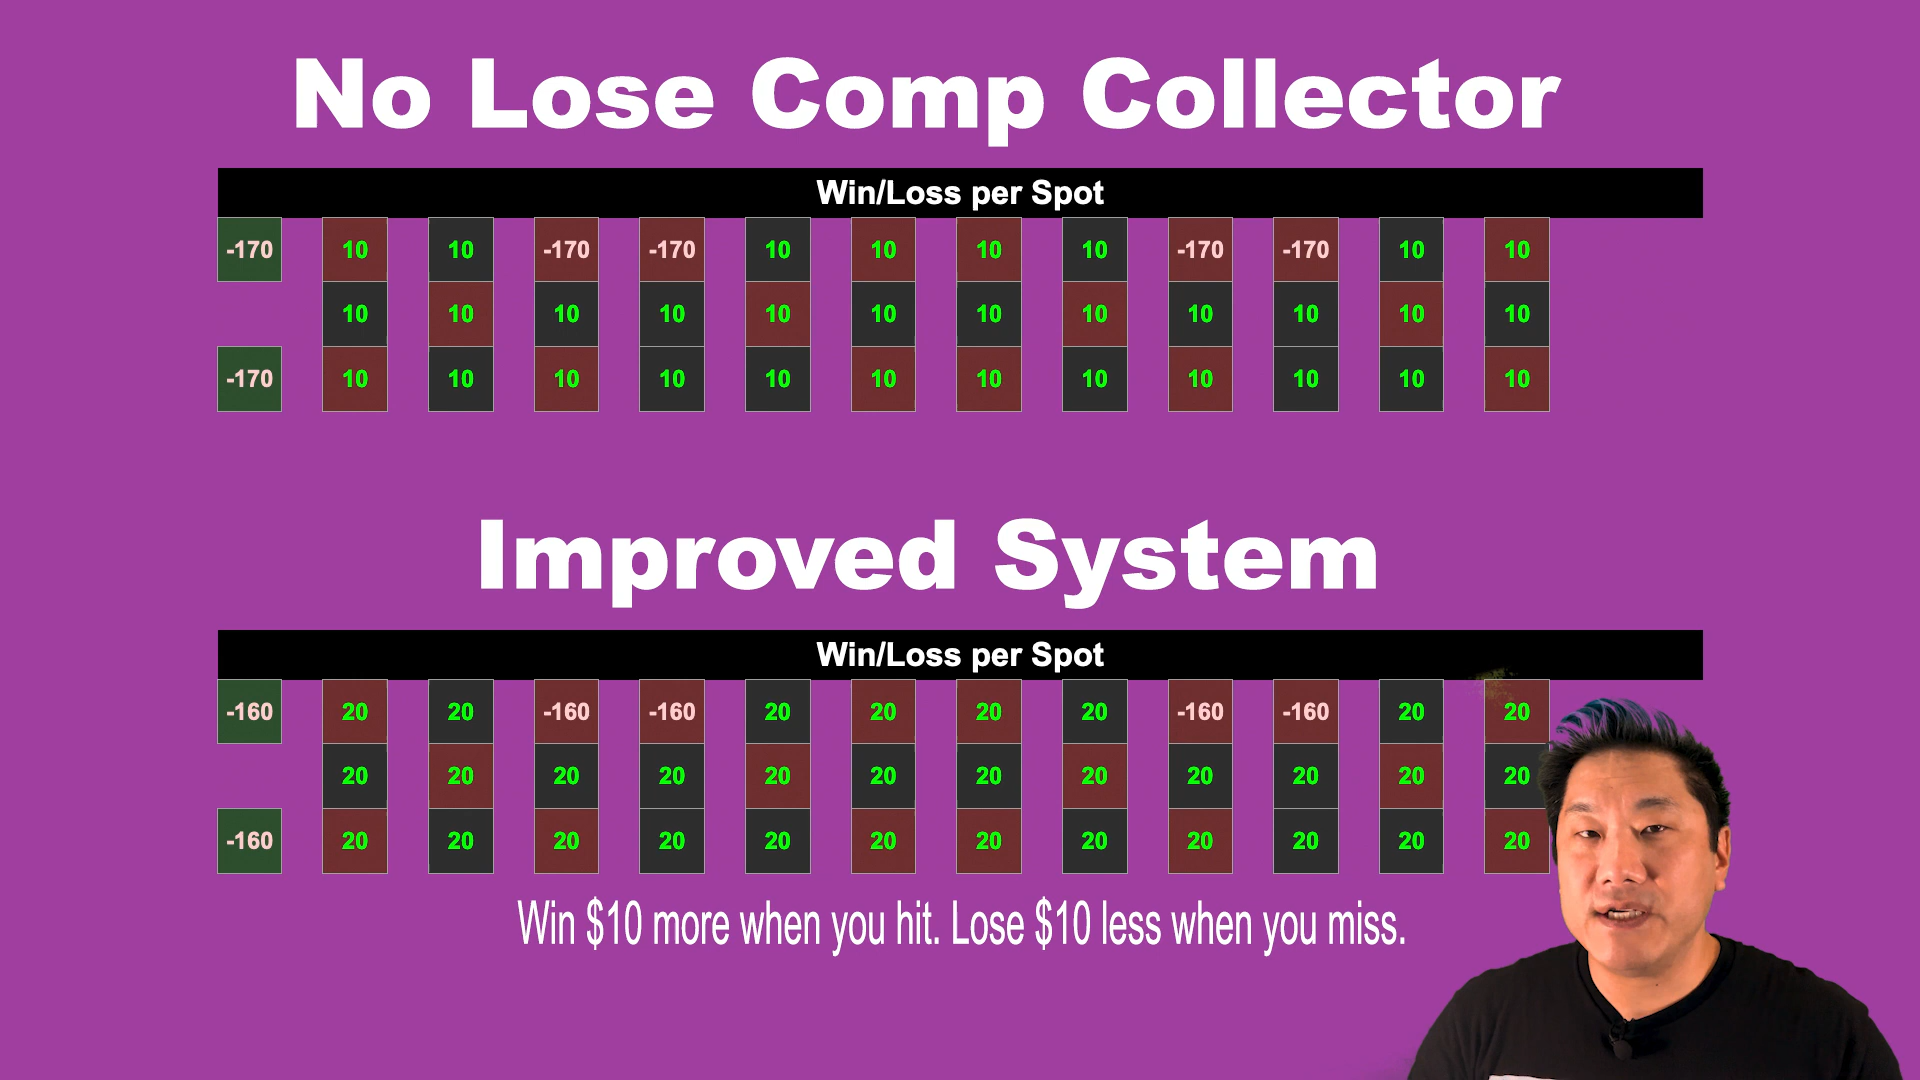 No Lose Comp Collector
Win/Loss per Spot
-170 10 10 -170 -170 10 10 10 10 -170 -170 10 10
10 10 10 10 10 10 10 10 10 10 10 10
-170 10 10 10 10 10 10 10 10 10 10 10 10
Improved System
Win/Loss per Spot
-160 20 20 -160 -160 20 20 20 20 -160 -160 20 20
20 20 20 20 20 20 20 20 20 20 20 20
-160 20 20 20 20 20 20 20 20 20 20 20 20
Win $10 more when you hit. Lose $10 less when you miss.